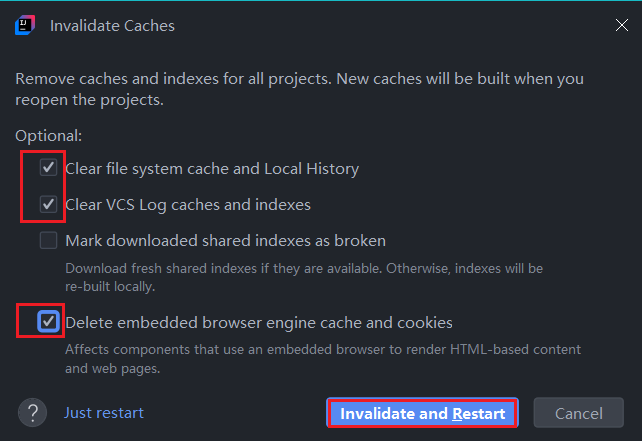 Invalidate Caches
Remove caches and indexes for all projects. New caches will be built when you
reopen the projects.
Optional:
Clear file system cache and Local History
Clear VCS Log caches and indexes
Mark downloaded shared indexes as broken
Download fresh shared indexes if they are available. Otherwise, indexes will be
re-built locally.
Delete embedded browser engine cache and cookies
Affects components that use an embedded browser to render HTML-based content
and web pages.
? Just restart Invalidate and Restart Cancel